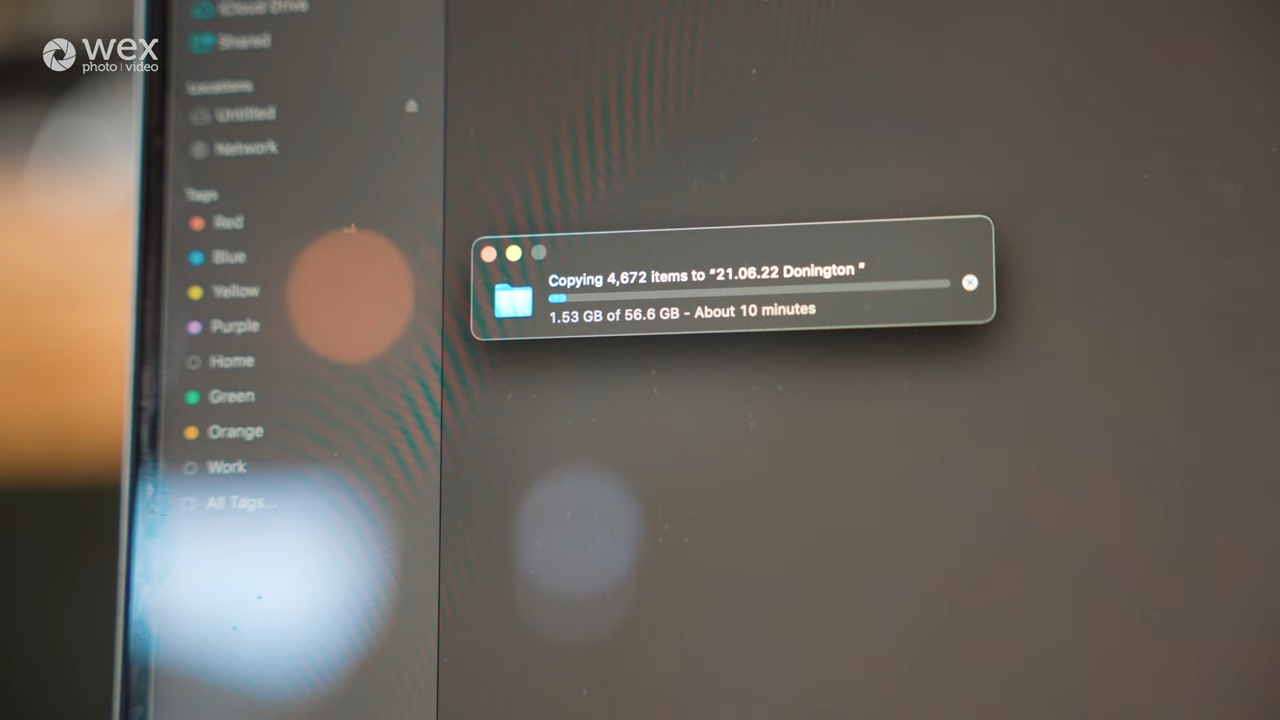 wex
photo | video
iCloud Drive
Shared
Locations
Untitled
Network
Tags
Red
Blue
Yellow
Purple
Home
Green
Orange
Work
All Tags...
Copying 4,672 items to “21.06.22 Donington ”
1.53 GB of 56.6 GB - About 10 minutes